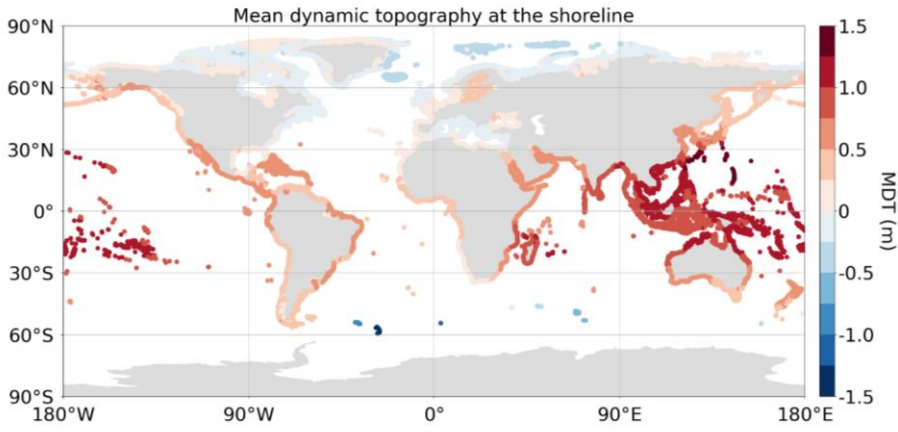 Mean dynamic topography at the shoreline
90°N
60°N
30°N
0°
30°S
60°S
90°S
180°W
90°W
0°
90°E
180°E
1.5
1.0
0.5
0
-0.5
-1.0
-1.5
MDT (m)